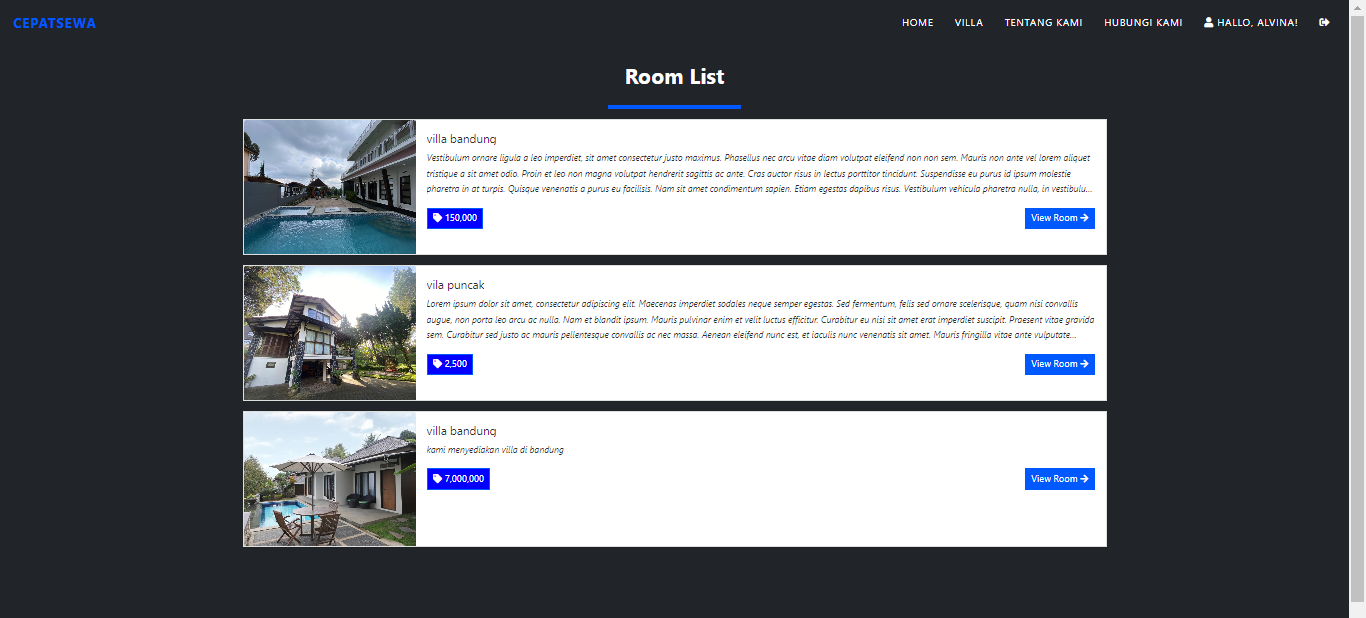 CEPATSEWA
HOME VILLA TENTANG KAMI HUBUNGI KAMI HALLO, ALVINA!
Room List
villa bandung
Vestibulum ornare ligula a leo imperdiet, sit amet consectetur justo maximus. Phasellus nec arcu vitae diam volutpat eleifend non non sem. Mauris non ante vel lorem aliquet
tristique a sit amet odio. Proin et leo non magna volutpat hendrerit sagittis ac ante. Cras auctor risus in lectus porttitor tincidunt. Suspendisse eu purus id ipsum molestie
pharetra in at turpis. Quisque venenatis a purus eu facilisis. Nam sit amet condimentum sapien. Etiam egestas dapibus risus. Vestibulum vehicula pharetra nulla, in vestibulu...
150,000
View Room
vila puncak
Lorem ipsum dolor sit amet, consectetur adipiscing elit. Maecenas imperdiet sodales neque semper egestas. Sed fermentum, felis sed ornare scelerisque, quam nisi convallis
augue, non porta leo arcu ac nulla. Nam et blandit ipsum. Mauris pulvinar enim et velit luctus efficitur. Curabitur eu nisi sit amet erat imperdiet suscipit. Praesent vitae gravida
sem. Curabitur sed justo ac mauris pellentesque convallis ac nec massa. Aenean eleifend nunc est, et iaculis nunc venenatis sit amet. Mauris fringilla vitae ante vulputate...
2,500
View Room
villa bandung
kami menyediakan villa di bandung
7,000,000
View Room